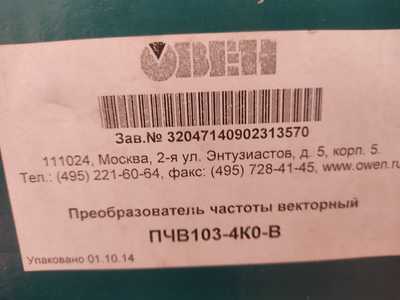 ОВЕН
Зав.№ 32047140902313570
111024, Москва, 2-я ул. Энтузиастов, д. 5, корп. 5.
Тел.: (495) 221-60-64, факс: (495) 728-41-45, www.owen.ru
Преобразователь частоты векторный
ПЧВ103-4К0-В
Упаковано 01.10.14